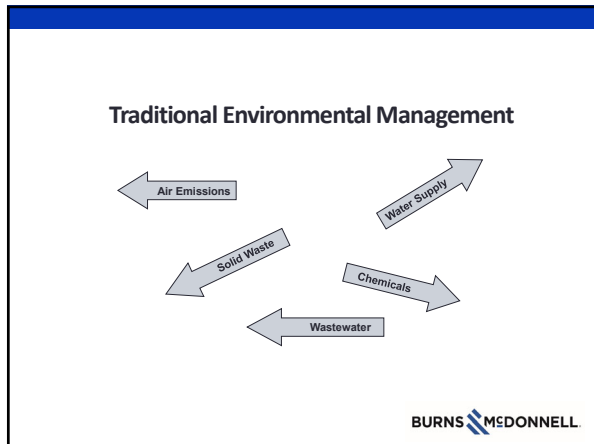 Traditional Environmental Management
Air Emissions
Water Supply
Solid Waste
Chemicals
Wastewater
BURNS McDONNELL.